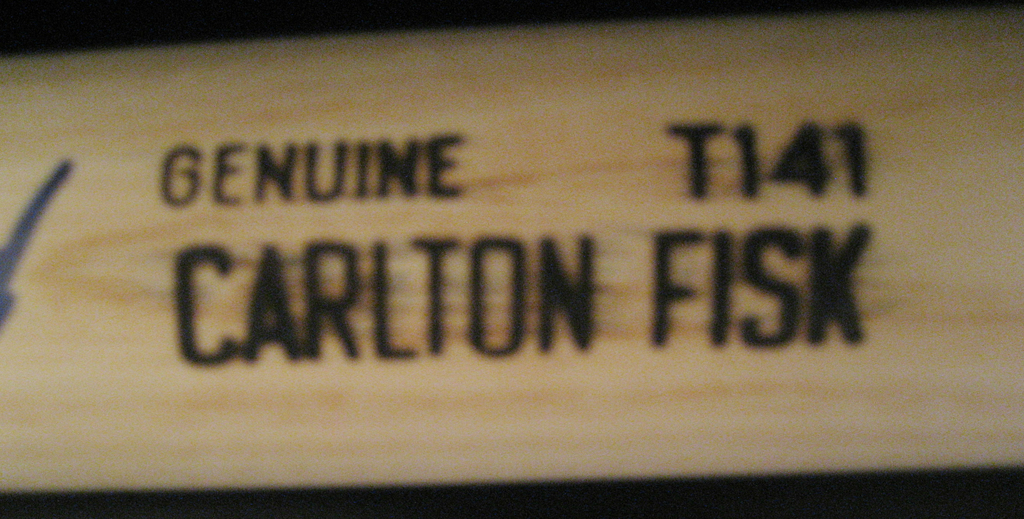 GENUINE T141
CARLTON FISK